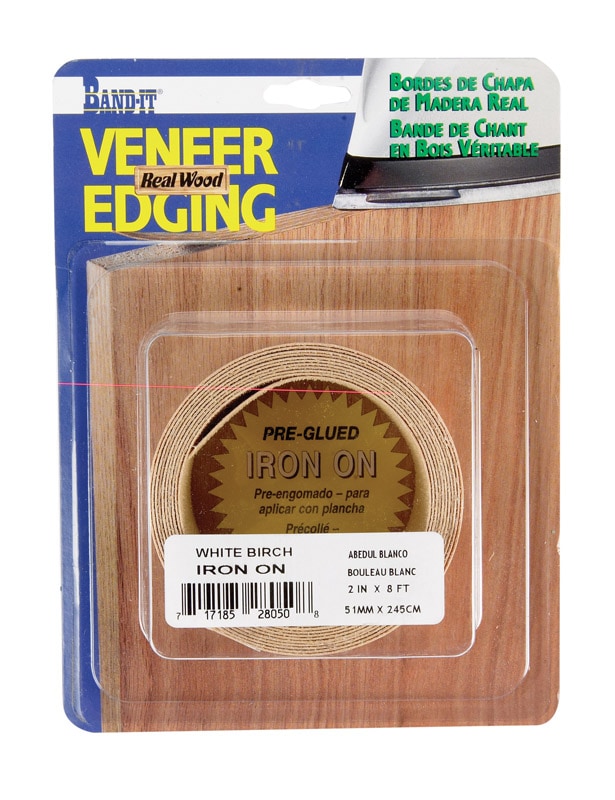 BAND-IT
VENEER
Real Wood
EDGING
BORDES DE CHAPA
DE MADERA REAL
BANDE DE CHANT
EN BOIS VÉRITABLE
PRE-GLUED
IRON ON
Pre-engomado – para
aplicar con plancha
Précolié –
WHITE BIRCH
IRON ON
7 17185 28050 8
ABEDUL BLANCO
BOULEAU BLANC
2 IN X 8 FT
51MM X 245CM